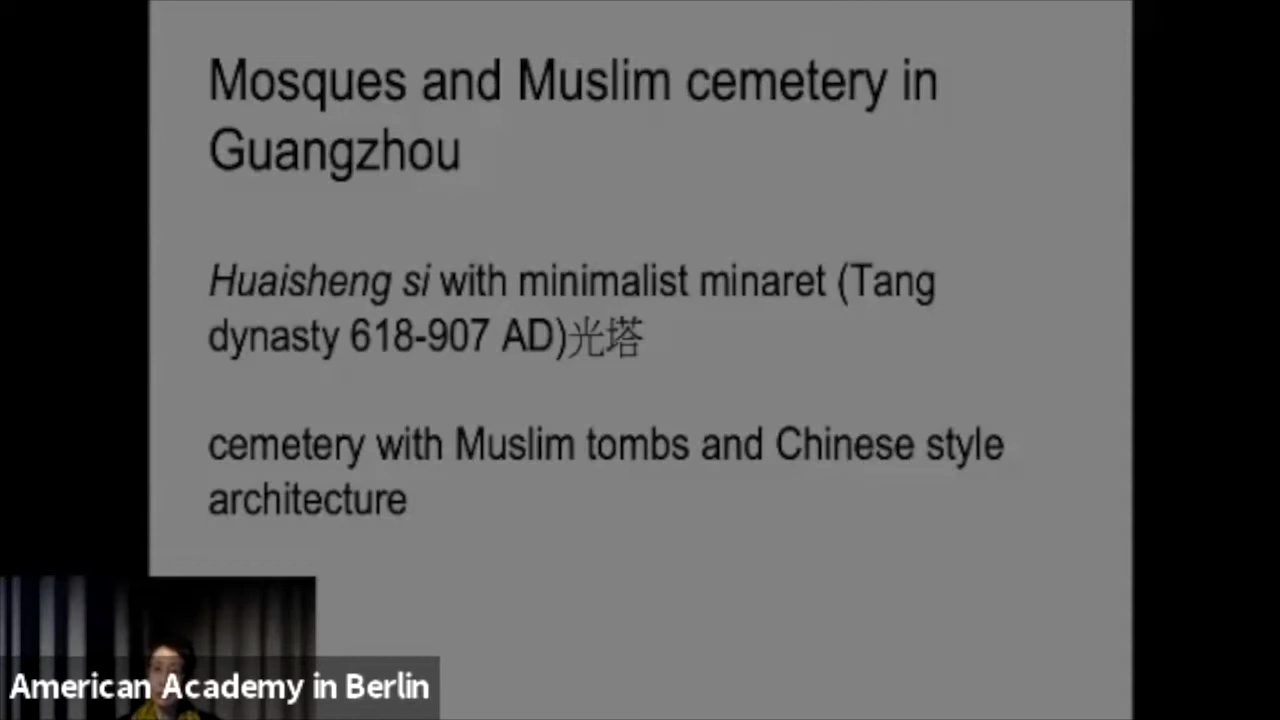 Mosques and Muslim cemetery in
Guangzhou
Huaisheng si with minimalist minaret (Tang
dynasty 618-907 AD)光塔
cemetery with Muslim tombs and Chinese style
architecture
American Academy in Berlin